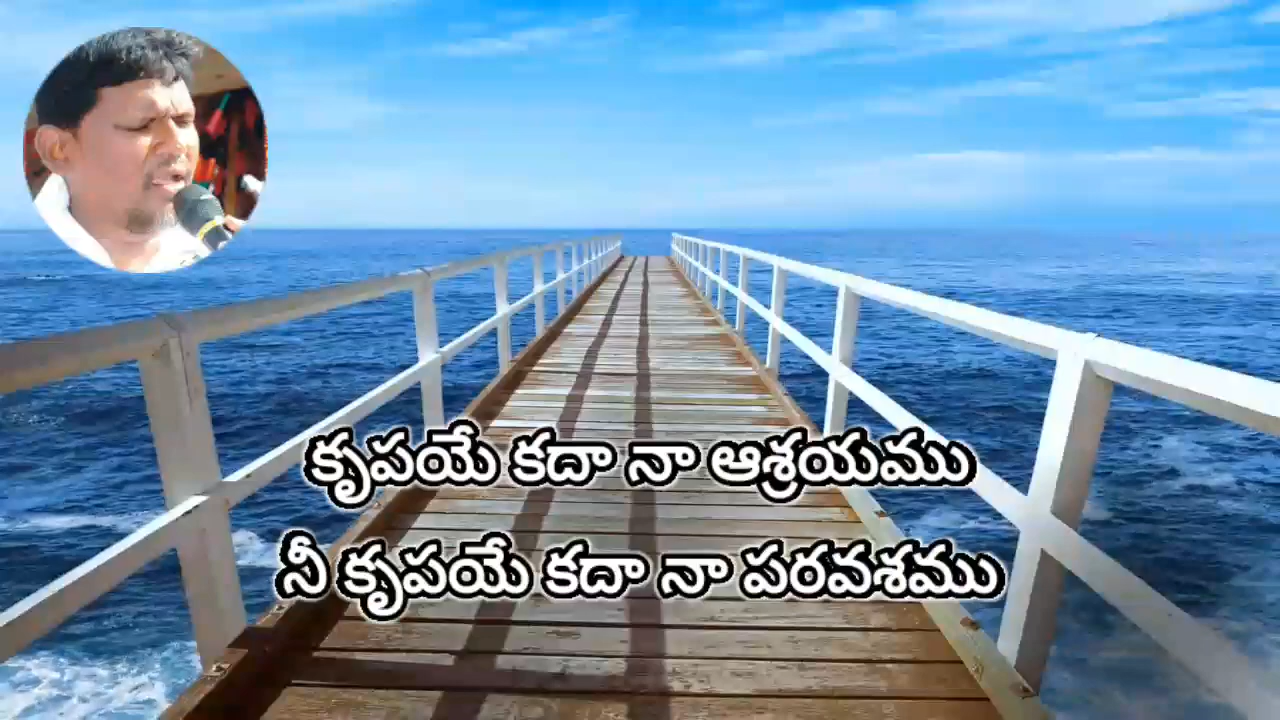 కృపయే కదా నా ఆశ్రయము
నీ కృపయే కదా నా పరవశము